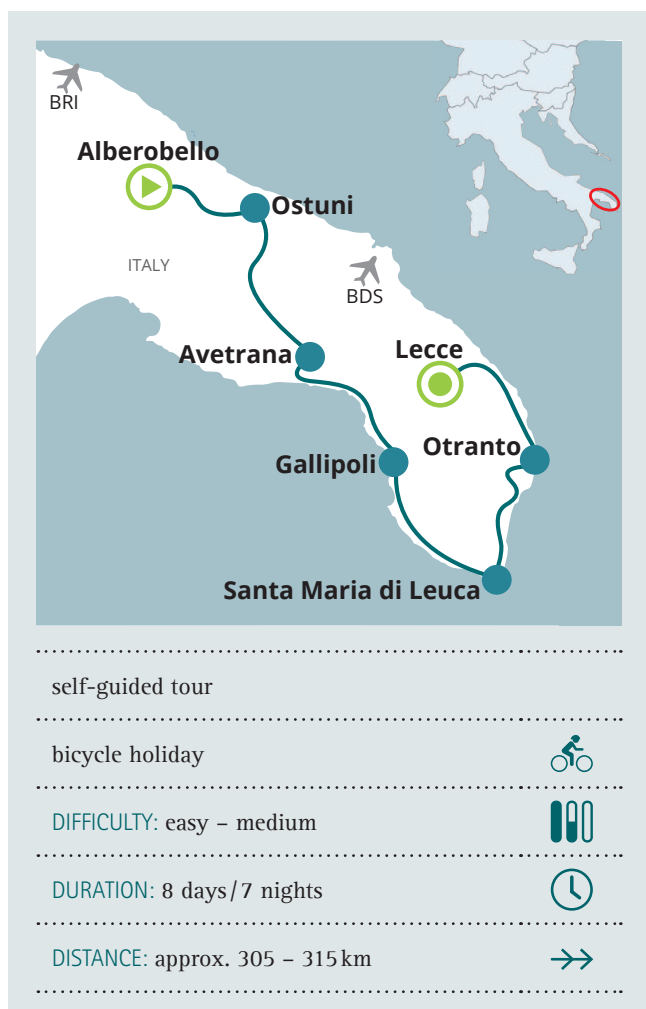 BRI
Alberobello
Ostuni
ITALY
BDS
Avetrana
Lecce
Gallipoli
Otranto
Santa Maria di Leuca
self-guided tour
bicycle holiday
DIFFICULTY: easy – medium
DURATION: 8 days/7 nights
DISTANCE: approx. 305 – 315 km